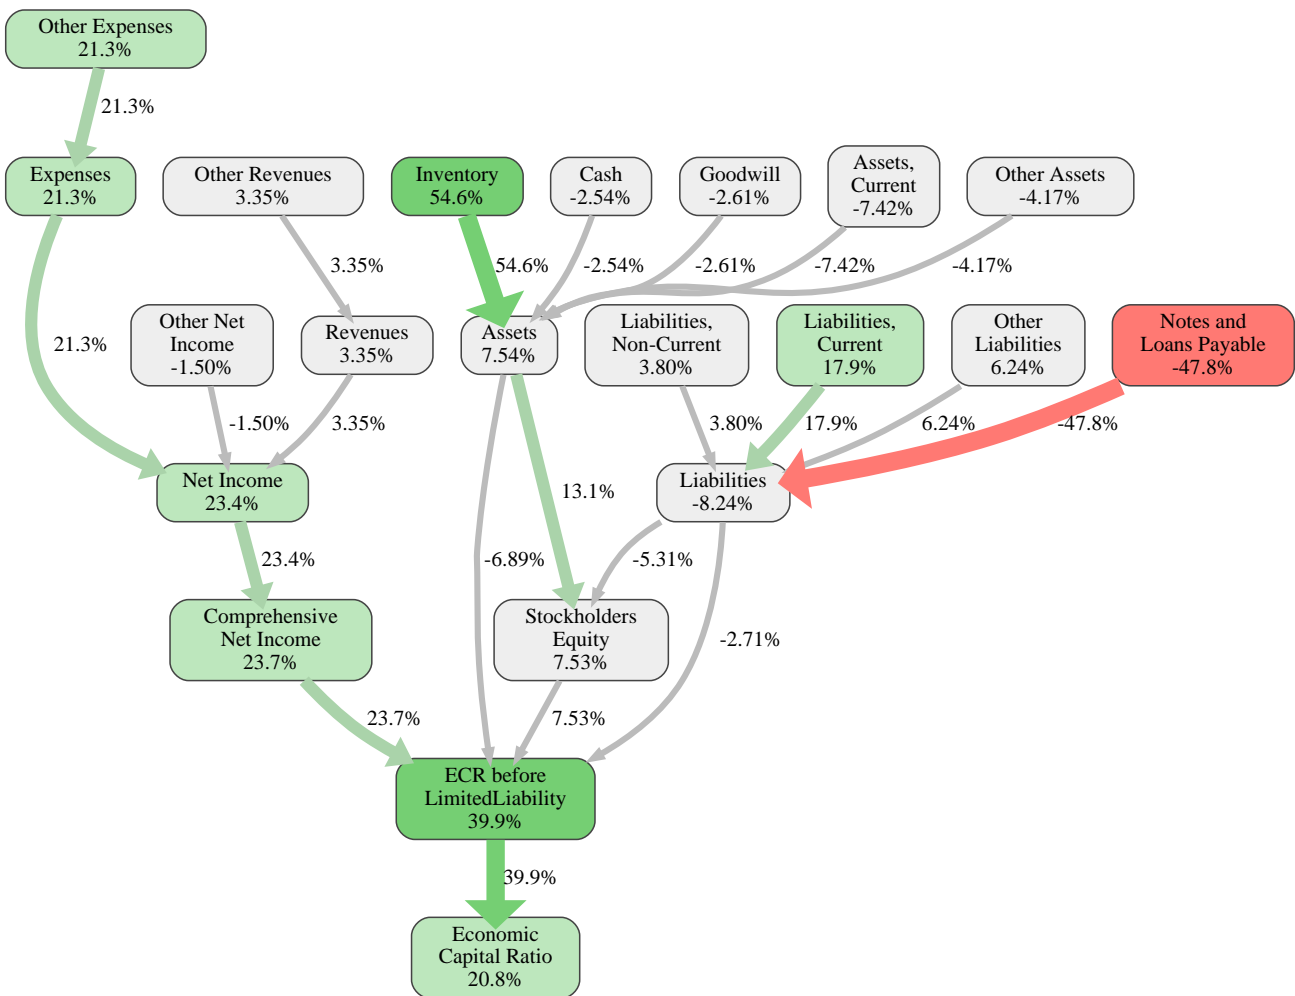 Other Expenses
21.3%
21.3%
Expenses
21.3%
Other Revenues
3.35%
Inventory
54.6%
Cash
-2.54%
Goodwill
-2.61%
Assets,
Current
-7.42%
Other Assets
-4.17%
3.35%
54.6%
-2.54%
-2.61%
-7.42%
-4.17%
21.3%
Other Net
Income
-1.50%
Revenues
3.35%
Assets
7.54%
Liabilities,
Non-Current
3.80%
Liabilities,
Current
17.9%
Other
Liabilities
6.24%
Notes and
Loans Payable
-47.8%
-1.50%
3.35%
3.80%
17.9%
6.24%
-47.8%
Net Income
23.4%
13.1%
Liabilities
-8.24%
23.4%
-6.89%
-5.31%
Comprehensive
Net Income
23.7%
Stockholders
Equity
7.53%
-2.71%
23.7%
7.53%
ECR before
LimitedLiability
39.9%
39.9%
Economic
Capital Ratio
20.8%